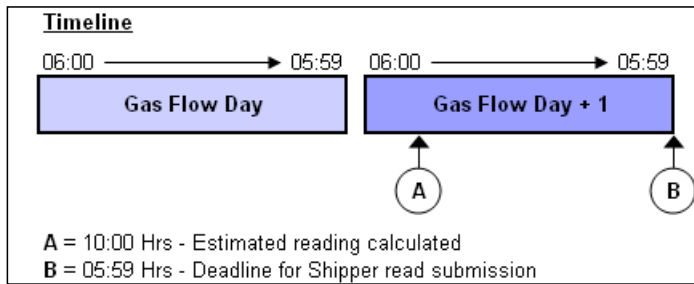 Timeline
06:00 05:59 06:00 05:59
Gas Flow Day Gas Flow Day + 1
A B
A = 10:00 Hrs - Estimated reading calculated
B = 05:59 Hrs - Deadline for Shipper read submission